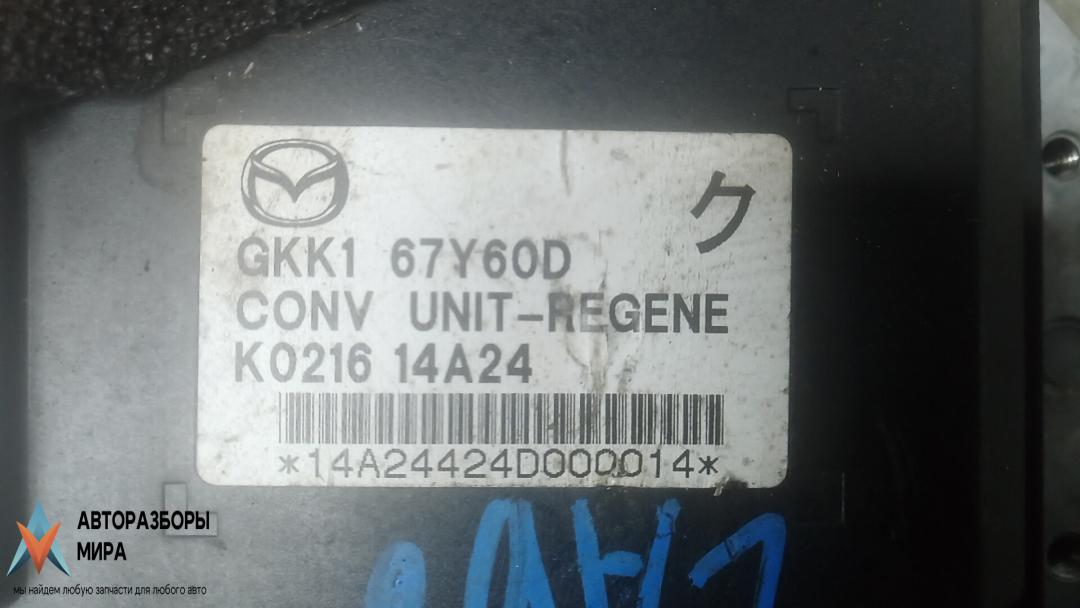 ク
GKK1 67Y60D
CONV UNIT-REGENE
K0216 14A24
*14A24424D000014*
АВТОРАЗБОРЫ
МИРА
мы найдем любую запчасти для любого авто